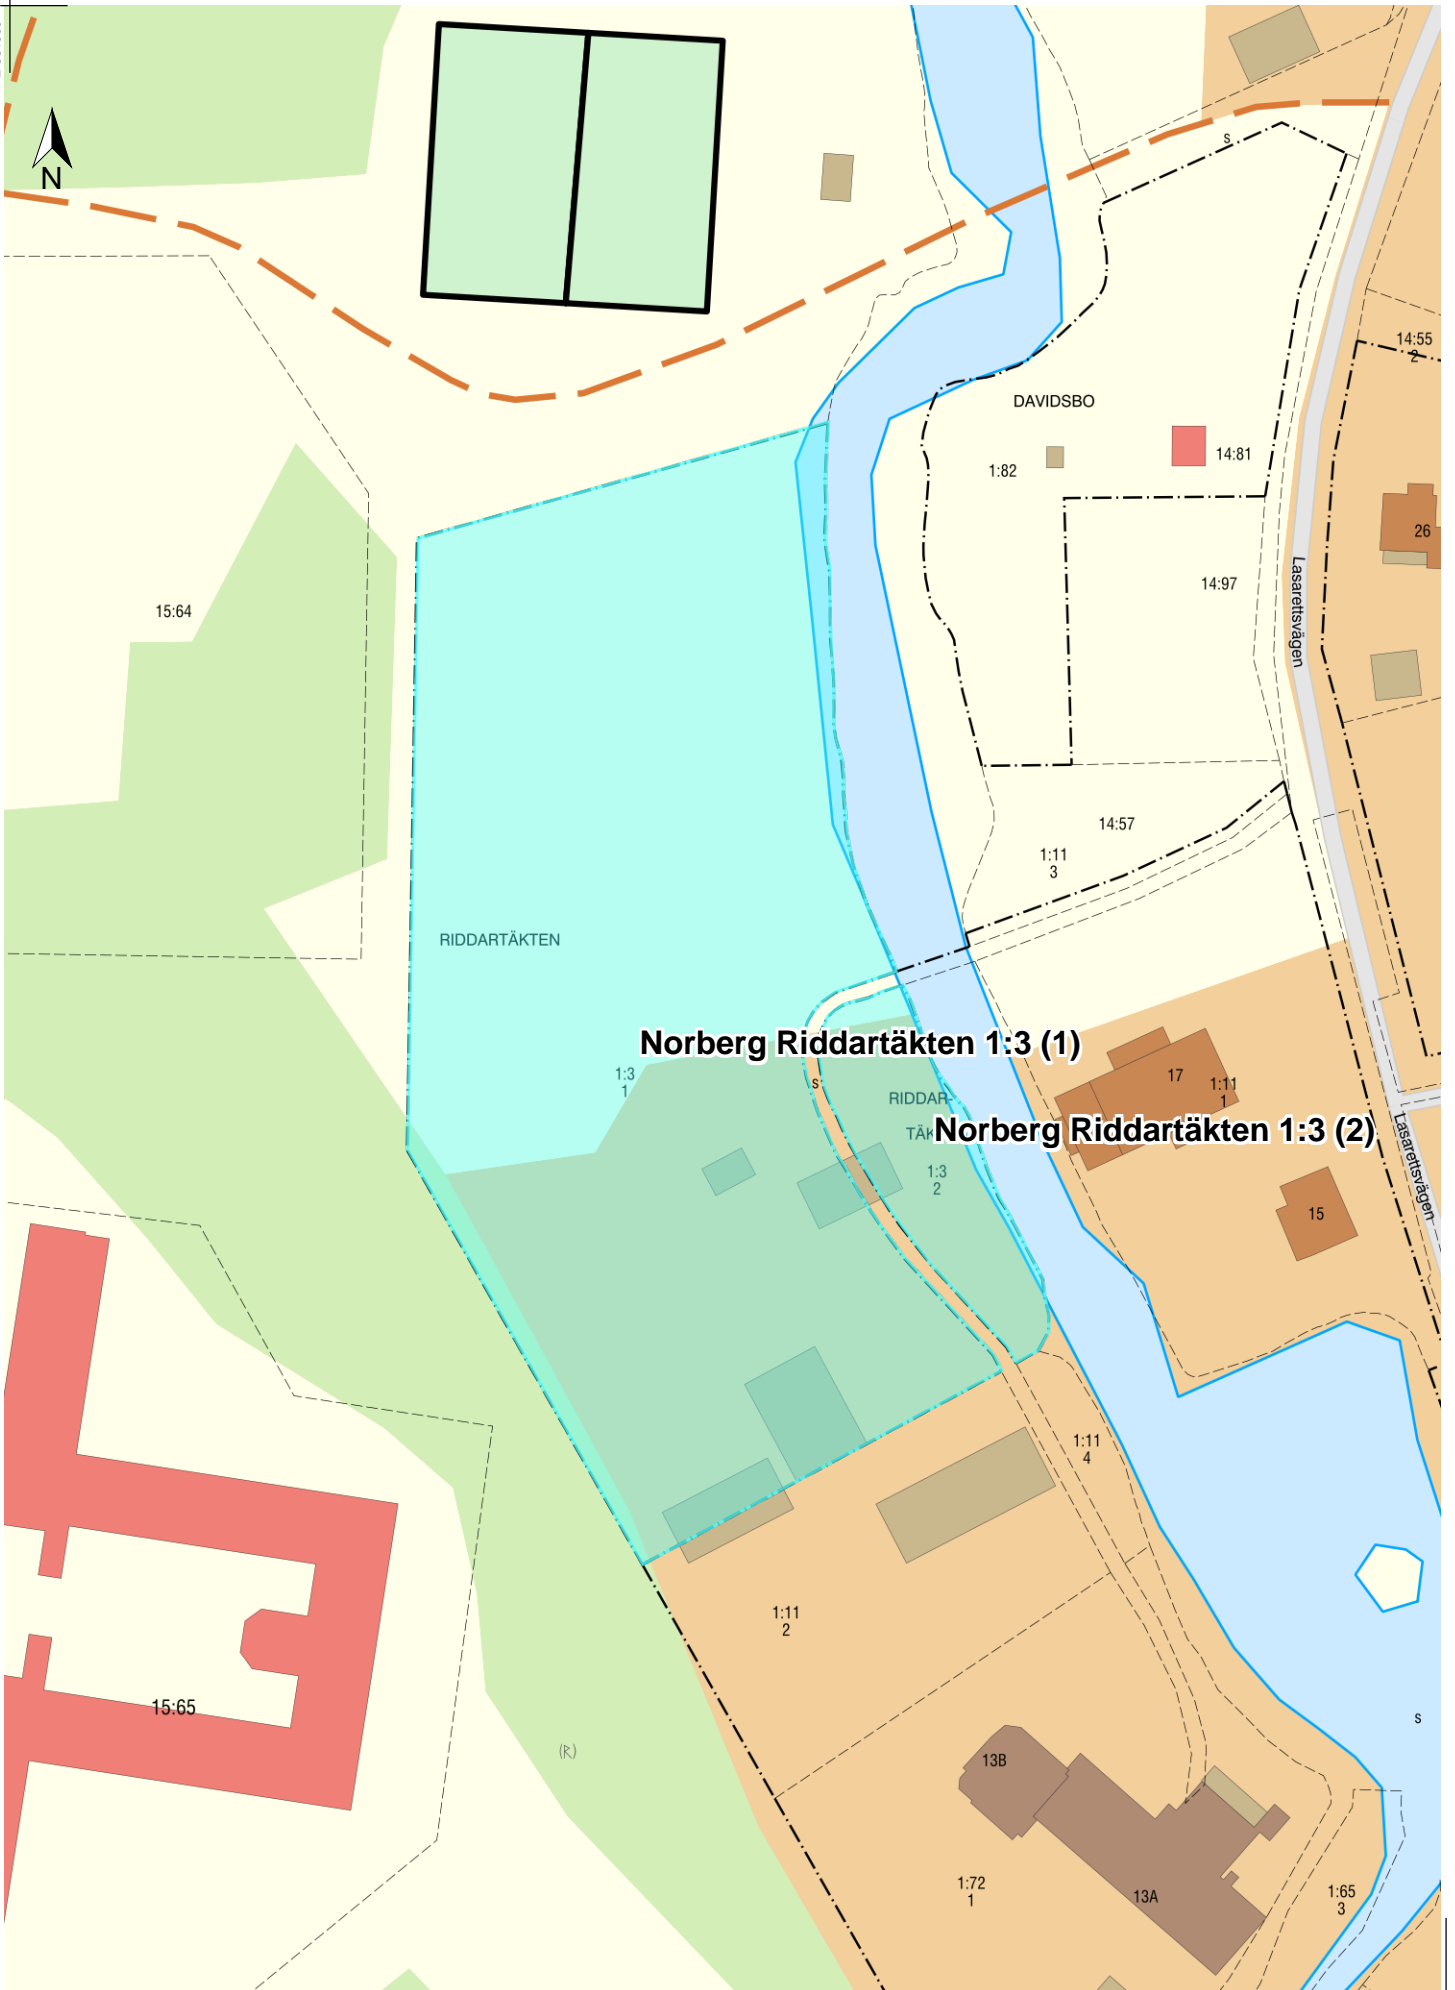 N
s
14:55
2
DAVIDSBO
14:81
1:82
26
14:97
Lasarettsvägen
15:64
14:57
1:11
3
RIDDARTÄKTEN
Norberg Riddartäkten 1:3 (1)
1:3
1
s
17
1:11
1
RIDDAR-
TÄK
Norberg Riddartäkten 1:3 (2)
Lasarettsvägen
1:3
2
15
1:11
4
1:11
2
15:65
s
(R)
13B
1:72
1
13A
1:65
3